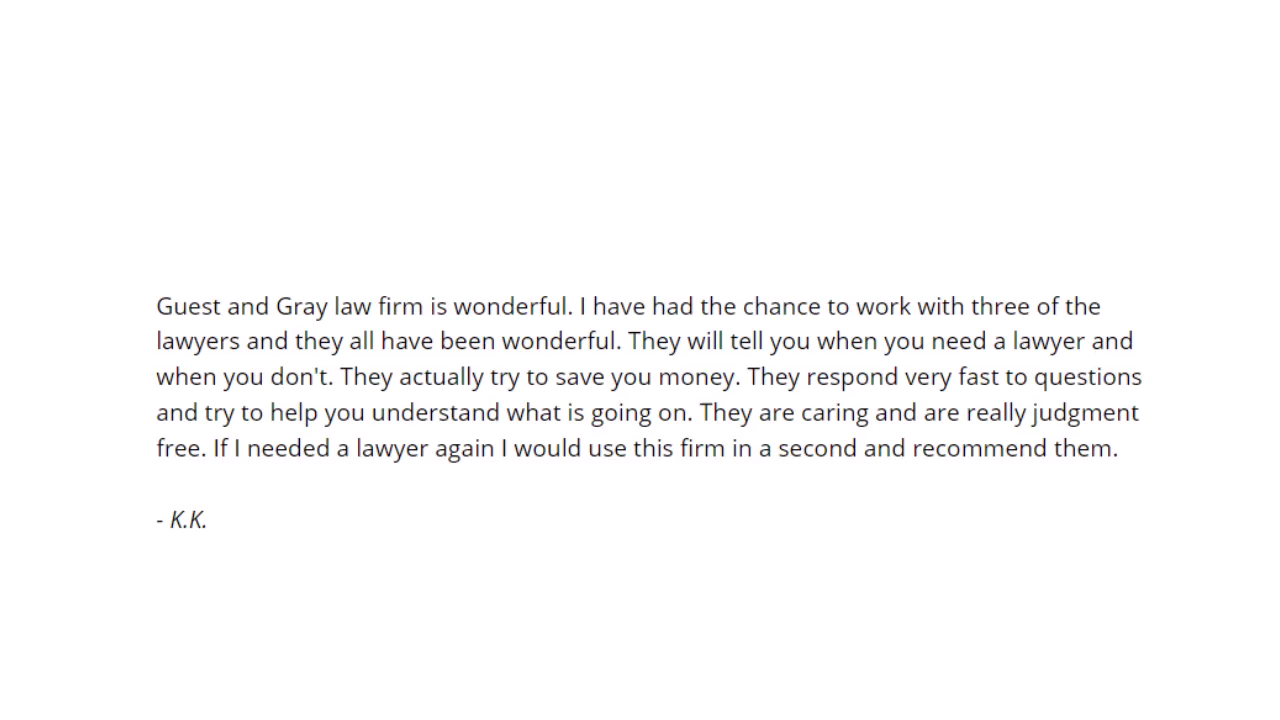 Guest and Gray law firm is wonderful. I have had the chance to work with three of the
lawyers and they all have been wonderful. They will tell you when you need a lawyer and
when you don't. They actually try to save you money. They respond very fast to questions
and try to help you understand what is going on. They are caring and are really judgment
free. If I needed a lawyer again I would use this firm in a second and recommend them.
- K.K.